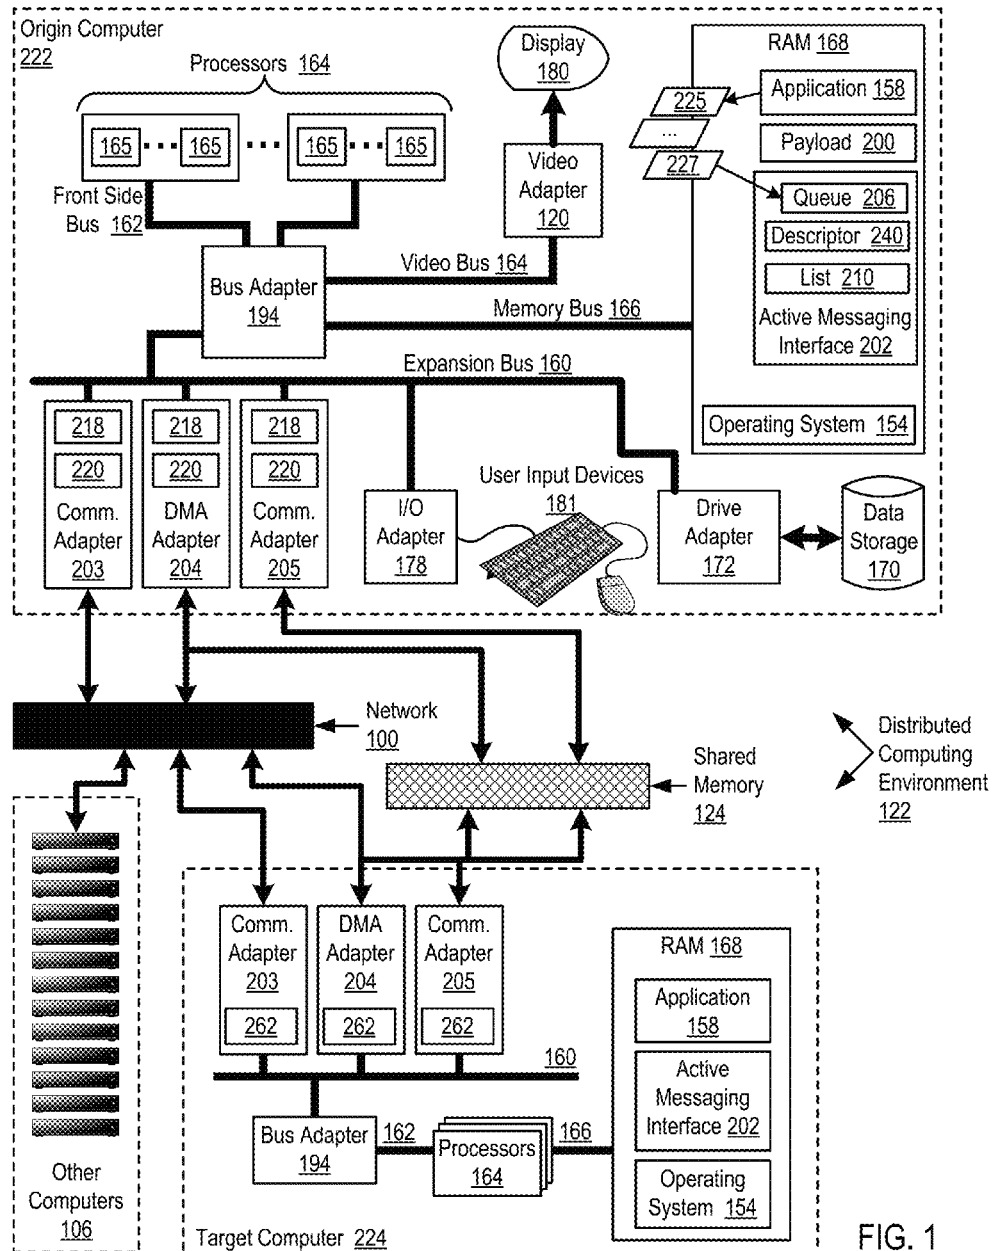 Origin Computer
222
Processors 164
165 ... 165 ... 165 ... 165
Front Side
Bus 162
Display
180
Video
Adapter
120
RAM 168
225
...
227
Application 158
Payload 200
Queue 206
Descriptor 240
List 210
Active Messaging
Interface 202
Operating System 154
Bus Adapter
194
Video Bus 164
Memory Bus 166
Expansion Bus 160
218
220
Comm.
Adapter
203
218
220
DMA
Adapter
204
218
220
Comm.
Adapter
205
I/O
Adapter
178
User Input Devices
181
Drive
Adapter
172
Data
Storage
170
Network
100
Shared
Memory
124
Distributed
Computing
Environment
122
Other
Computers
106
Comm.
Adapter
203
262
DMA
Adapter
204
262
Comm.
Adapter
205
262
160
Bus Adapter
194
162
Processors
164
166
RAM 168
Application
158
Active
Messaging
Interface 202
Operating
System 154
Target Computer 224
FIG. 1